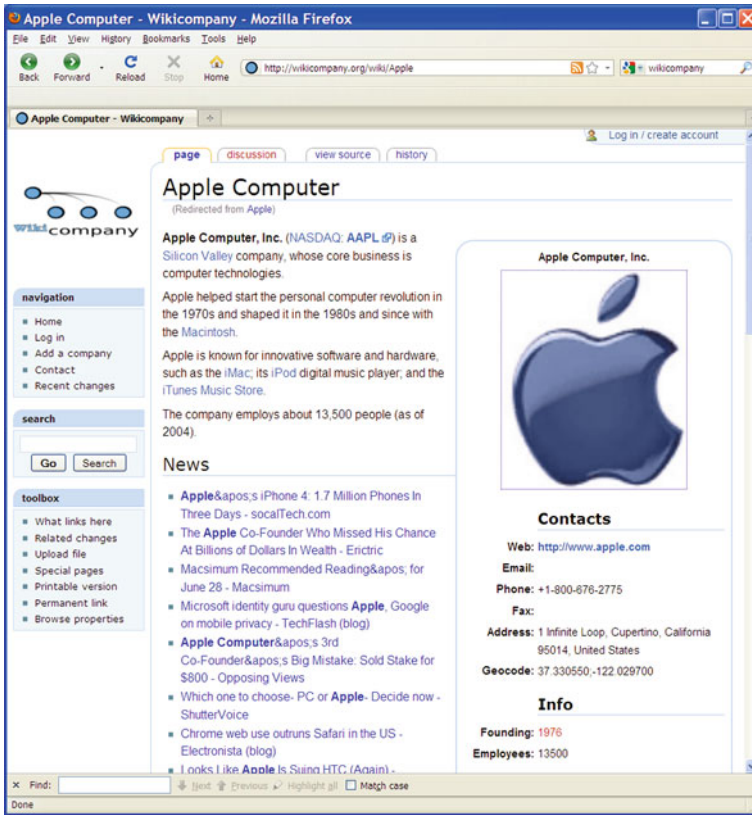 Apple Computer - Wikicompany - Mozilla Firefox
File Edit View History Bookmarks Tools Help
Back Forward Reload Stop Home http://wikicompany.org/wiki/Apple wikicompany
Apple Computer - Wikicompany
Log in / create account
page discussion view source history
wikicompany
navigation
Home
Log in
Add a company
Contact
Recent changes
search
Go Search
toolbox
What links here
Related changes
Upload file
Special pages
Printable version
Permanent link
Browse properties
Apple Computer
(Redirected from Apple)
Apple Computer, Inc. (NASDAQ: AAPL) is a
Silicon Valley company, whose core business is
computer technologies.
Apple helped start the personal computer revolution in
the 1970s and shaped it in the 1980s and since with
the Macintosh.
Apple is known for innovative software and hardware,
such as the iMac; its iPod digital music player; and the
iTunes Music Store.
The company employs about 13,500 people (as of
2004).
News
Apple&apos;s iPhone 4: 1.7 Million Phones In
Three Days - socalTech.com
The Apple Co-Founder Who Missed His Chance
At Billions of Dollars In Wealth - Erictric
Macsimum Recommended Reading&apos; for
June 28 - Macsimum
Microsoft identity guru questions Apple, Google
on mobile privacy - TechFlash (blog)
Apple Computer&apos;s 3rd
Co-Founder&apos;s Big Mistake: Sold Stake for
$800 - Opposing Views
Which one to choose- PC or Apple- Decide now -
ShutterVoice
Chrome web use outruns Safari in the US -
Electronista (blog)
Looks Like Apple Is Suing HTC (Again) -
Apple Computer, Inc.
Contacts
Web: http://www.apple.com
Email:
Phone: +1-800-676-2775
Fax:
Address: 1 Infinite Loop, Cupertino, California
95014, United States
Geocode: 37.330550;-122.029700
Info
Founding: 1976
Employees: 13500
× Find: Next Previous Highlight all Match case
Done